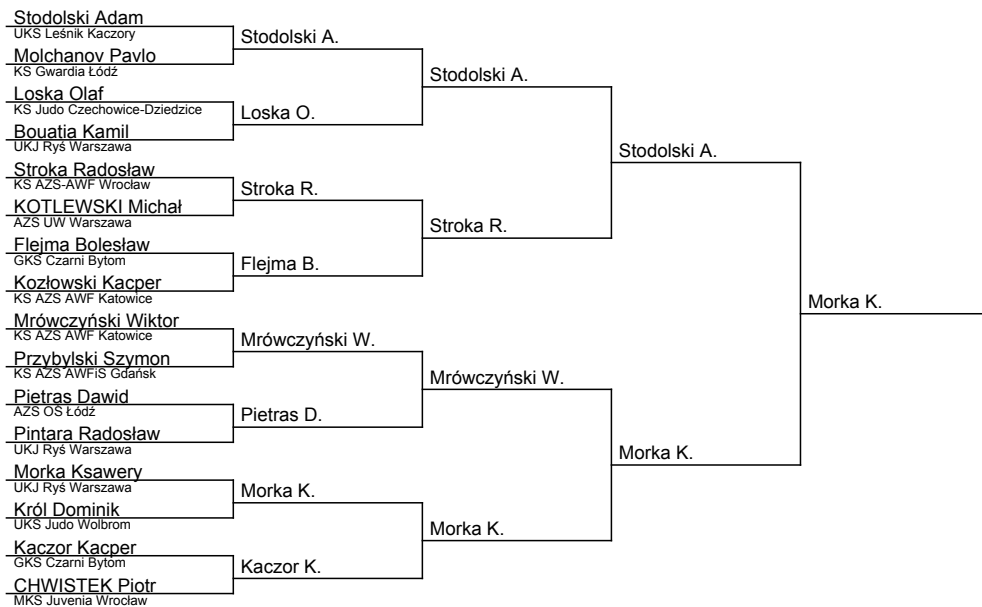 Stodolski Adam
UKS Leśnik Kaczory
Molchanov Pavlo
KS Gwardia Łódź
Loska Olaf
KS Judo Czechowice-Dziedzice
Bouatia Kamil
UKJ Ryś Warszawa
Stroka Radosław
KS AZS-AWF Wrocław
KOTLEWSKI Michał
AZS UW Warszawa
Flejma Bolesław
GKS Czarni Bytom
Kozłowski Kacper
KS AZS AWF Katowice
Mrówczyński Wiktor
KS AZS AWF Katowice
Przybylski Szymon
KS AZS AWFiS Gdańsk
Pietras Dawid
AZS OŚ Łódź
Pintara Radosław
UKJ Ryś Warszawa
Morka Ksawery
UKJ Ryś Warszawa
Król Dominik
UKS Judo Wolbrom
Kaczor Kacper
GKS Czarni Bytom
CHWISTEK Piotr
MKS Juvenia Wrocław
Stodolski A.
Loska O.
Stroka R.
Flejma B.
Mrówczyński W.
Pietras D.
Morka K.
Kaczor K.
Stodolski A.
Stroka R.
Mrówczyński W.
Morka K.
Stodolski A.
Morka K.
Morka K.